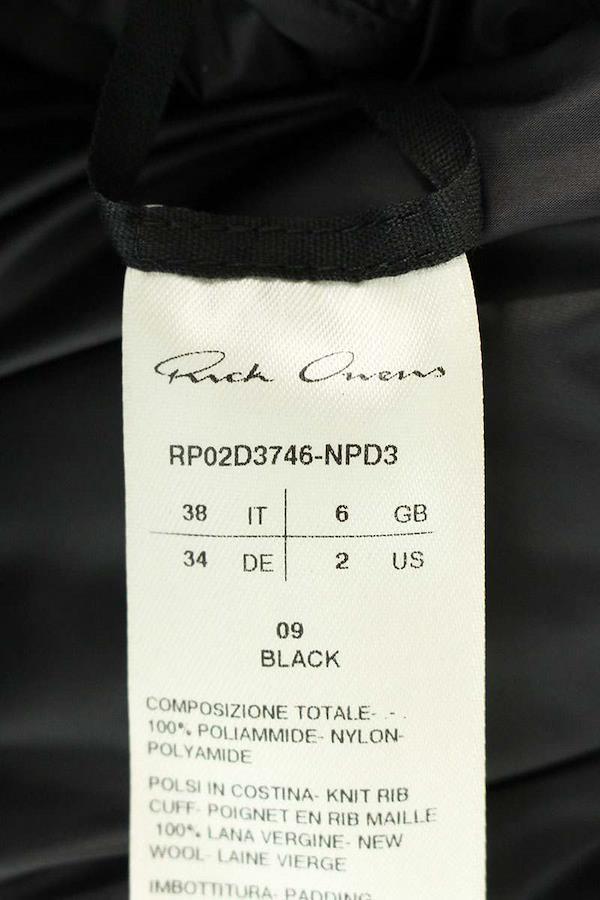 Rick Owens
RP02D3746-NPD3
38 IT 6 GB
34 DE 2 US
09
BLACK
COMPOSIZIONE TOTALE- - -
100% POLIAMMIDE- NYLON-
POLYAMIDE
POLSI IN COSTINA- KNIT RIB
CUFF- POIGNET EN RIB MAILLE
100% LANA VERGINE- NEW
WOOL- LAINE VIERGE
IMBOTTITURA- PADDING